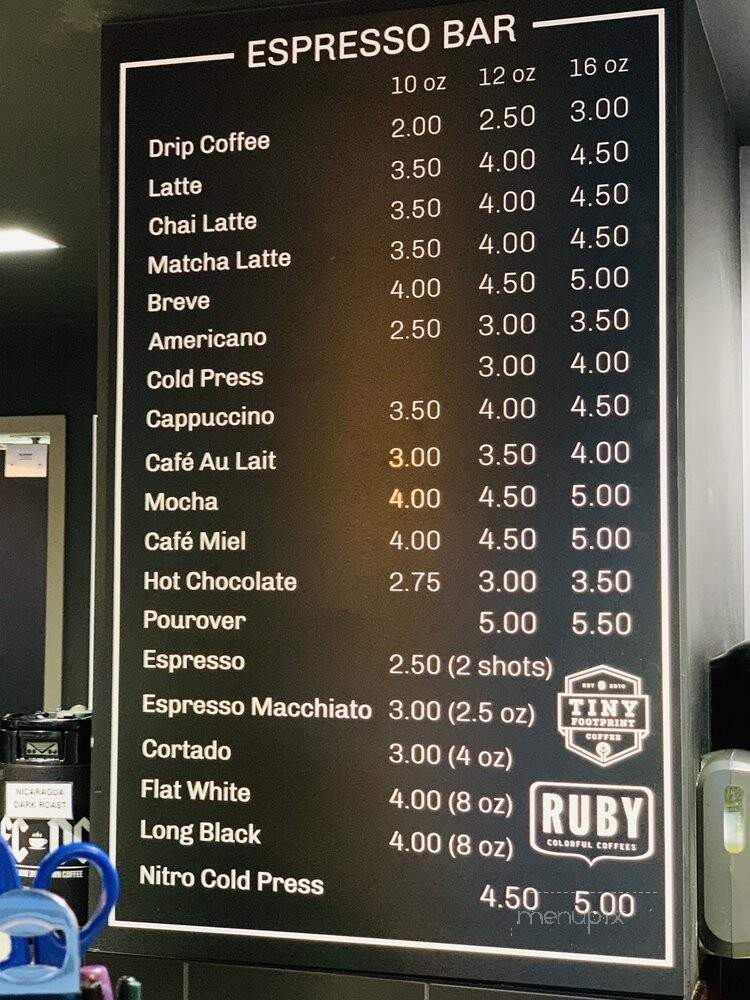 ESPRESSO BAR
10 oz 12 oz 16 oz
Drip Coffee 2.00 2.50 3.00
Latte 3.50 4.00 4.50
Chai Latte 3.50 4.00 4.50
Matcha Latte 3.50 4.00 4.50
Breve 4.00 4.50 5.00
Americano 2.50 3.00 3.50
Cold Press 3.00 4.00
Cappuccino 3.50 4.00 4.50
Café Au Lait 3.00 3.50 4.00
Mocha 4.00 4.50 5.00
Café Miel 4.00 4.50 5.00
Hot Chocolate 2.75 3.00 3.50
Pourover 5.00 5.50
Espresso 2.50 (2 shots)
Espresso Macchiato 3.00 (2.5 oz)
Cortado 3.00 (4 oz)
Flat White 4.00 (8 oz)
Long Black 4.00 (8 oz)
Nitro Cold Press 4.50 5.00
EST 2010
TINY
FOOTPRINT
COFFEE
RUBY
COLORFUL COFFEES
NICARAGUA
DARK ROAST
COFFEE
menupix